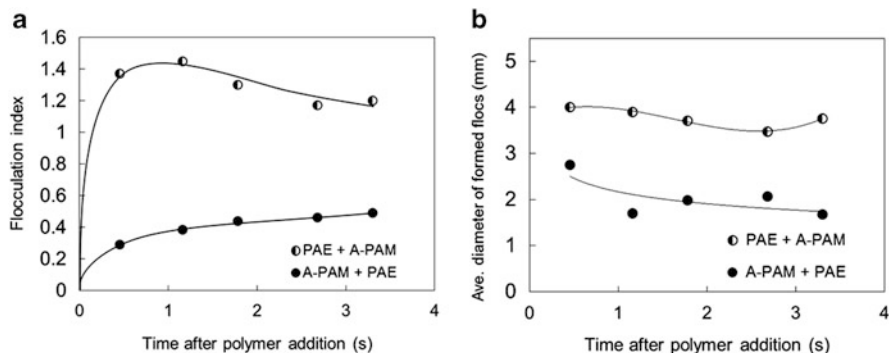 a
Flocculation index
1.6
1.4
1.2
1
0.8
0.6
0.4
0.2
0
PAE + A-PAM
A-PAM + PAE
0 1 2 3 4
Time after polymer addition (s)
b
Ave. diameter of formed flocs (mm)
5
4
3
2
1
0
PAE + A-PAM
A-PAM + PAE
0 1 2 3 4
Time after polymer addition (s)